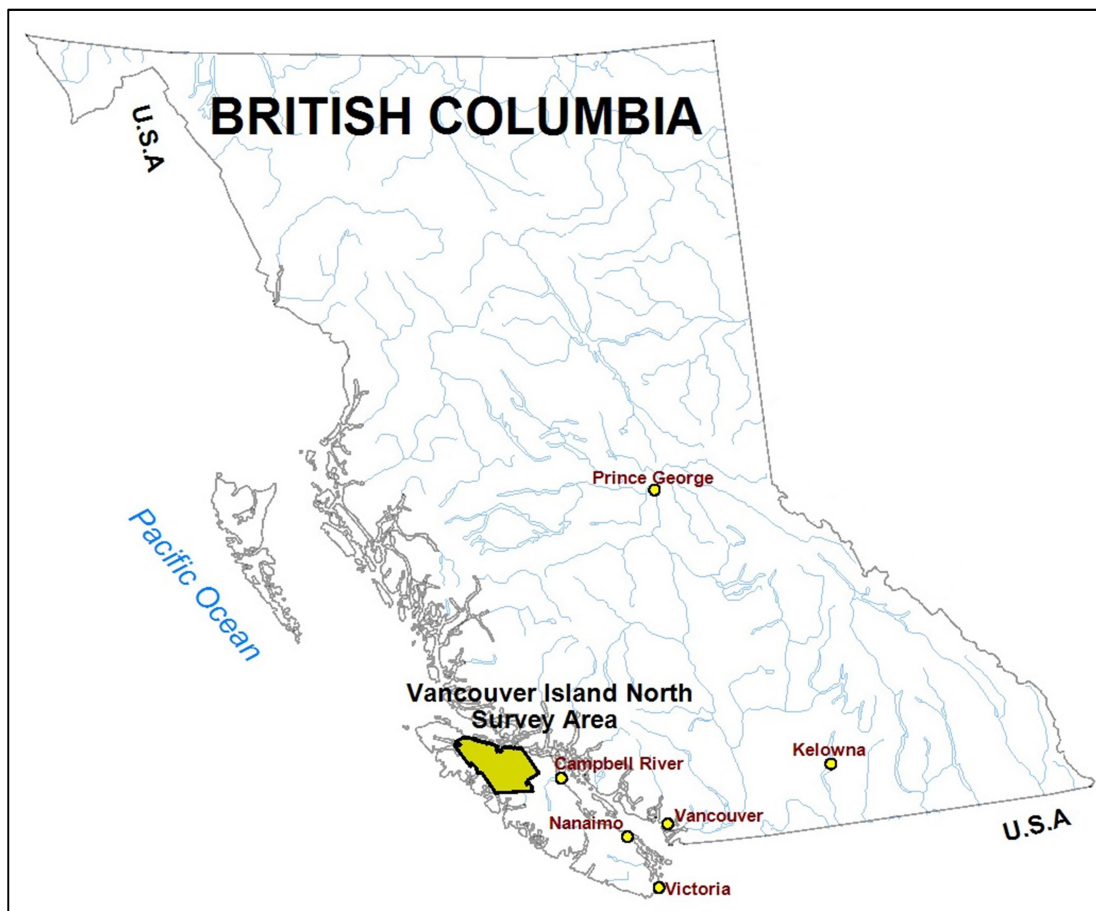 BRITISH COLUMBIA
U.S.A
Prince George
Pacific Ocean
Vancouver Island North
Survey Area
Campbell River
Kelowna
Nanaimo
Vancouver
U.S.A
Victoria